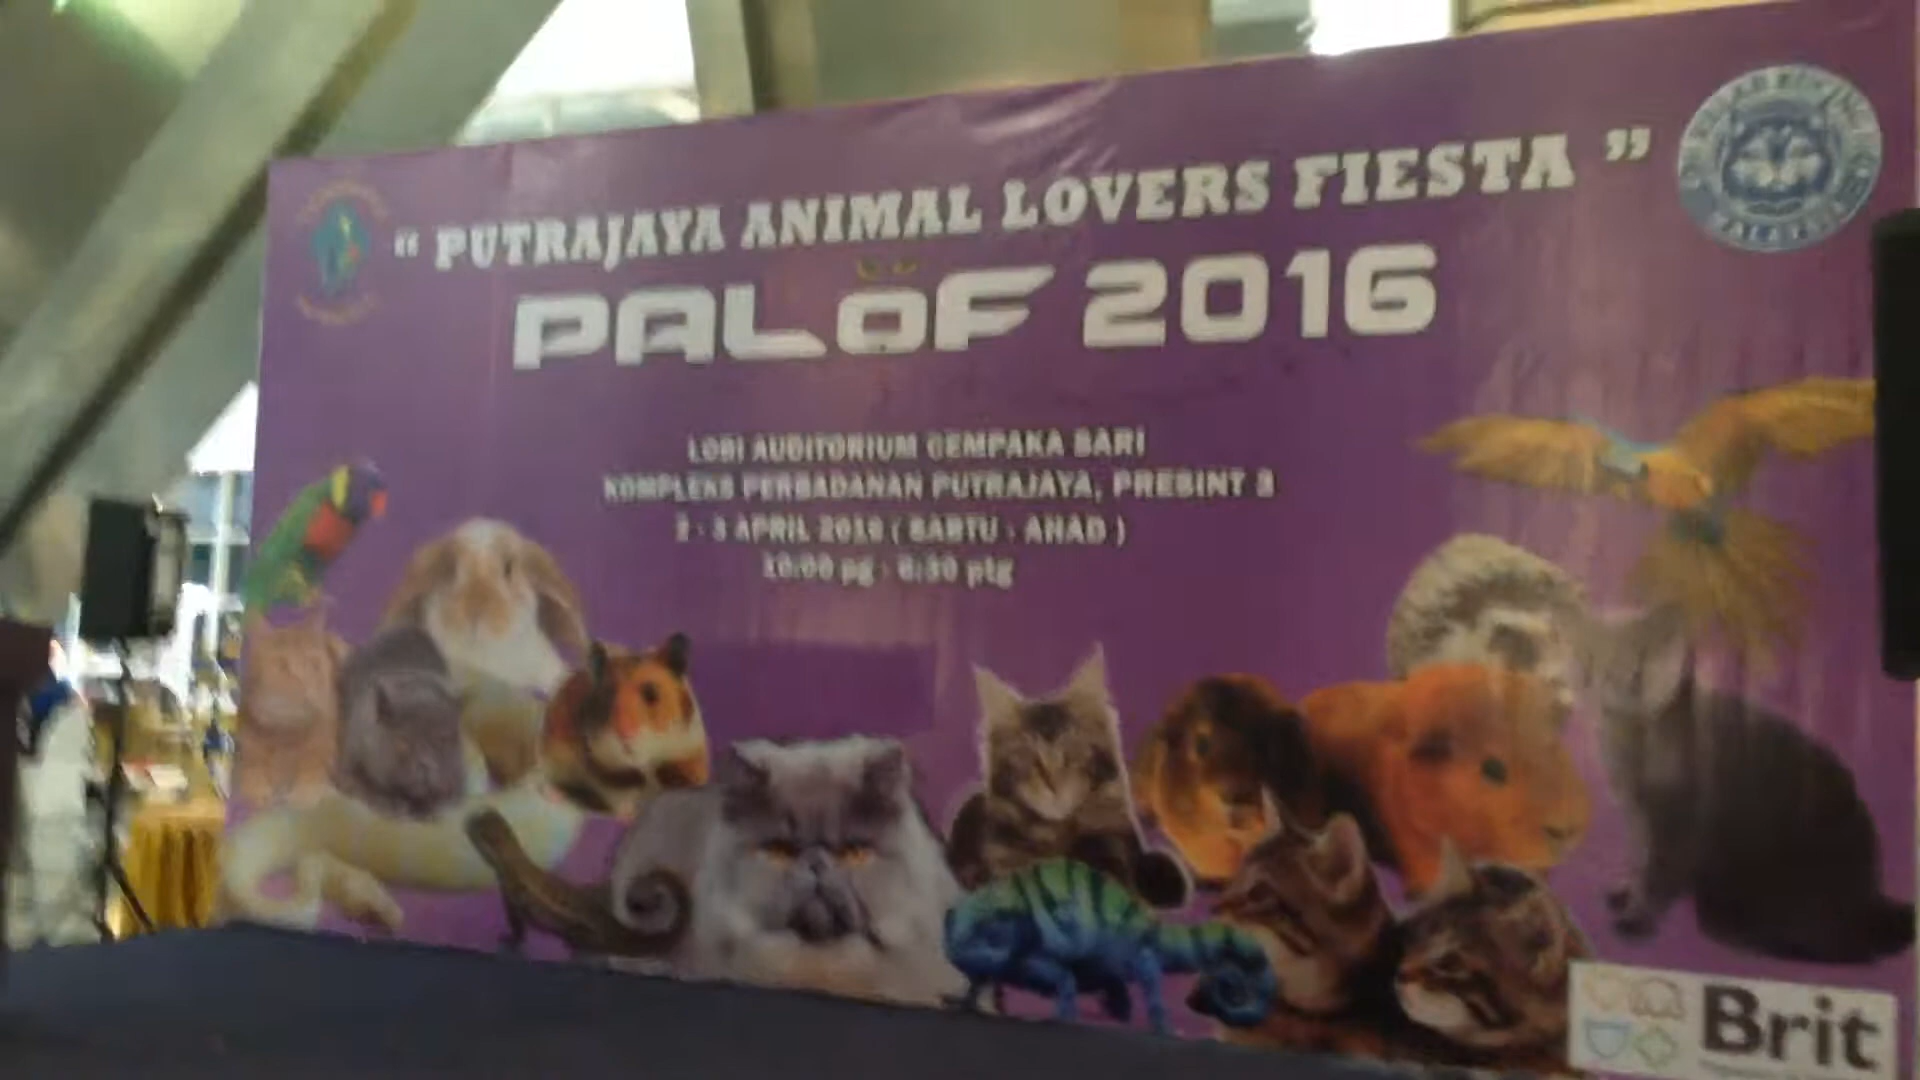 “ PUTRAJAYA ANIMAL LOVERS FIESTA ”
PALOF 2016
LOBI AUDITORIUM CEMPAKA SARI
KOMPLEKS PERBADANAN PUTRAJAYA, PRESINT 3
2 - 3 APRIL 2016 ( SABTU - AHAD )
10:00 pg - 6:30 ptg
Brit